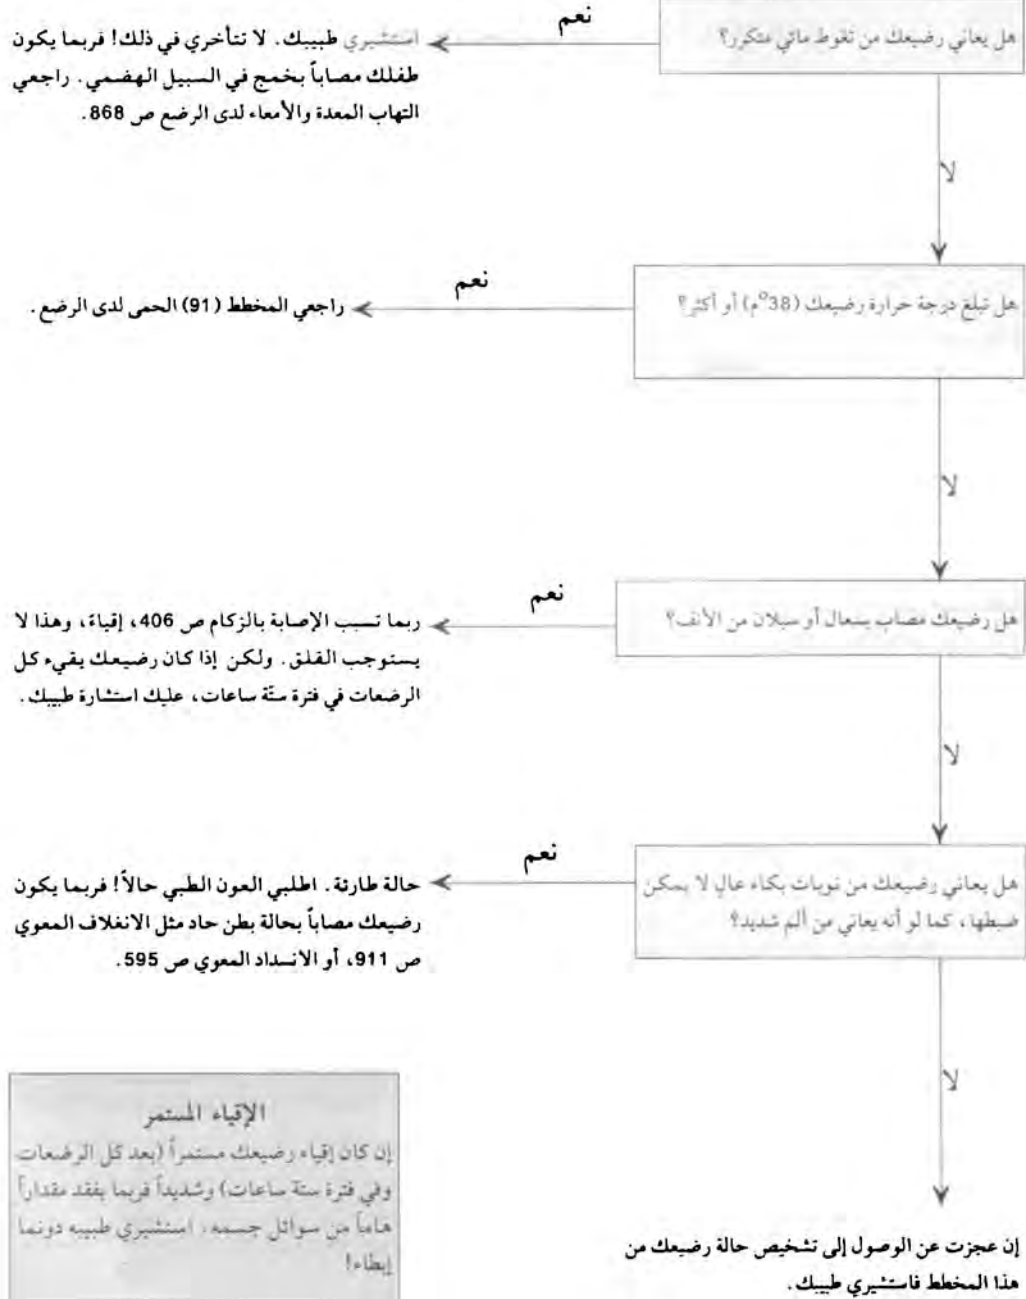 هل يعاني رضيعك من تغوط مائي متكرر؟
نعم
استشيري طبيبك. لا تتأخري في ذلك! فربما يكون
طفلك مصاباً بخمج في السبيل الهضمي. راجعي
التهاب المعدة والأمعاء لدى الرضع ص 868.
لا
هل تبلغ درجة حرارة رضيعك (38°م) أو أكثر؟
نعم
راجعي المخطط (91) الحمى لدى الرضع.
لا
هل رضيعك مصاب بسعال أو سيلان من الأنف؟
نعم
ربما تسبب الإصابة بالزكام ص 406، إقياءً، وهذا لا
يستوجب القلق. ولكن إذا كان رضيعك يقيء كل
الرضعات في فترة ستّة ساعات، عليك استشارة طبيبك.
لا
هل يعاني رضيعك من نوبات بكاء عالٍ لا يمكن
ضبطها، كما لو أنه يعاني من ألم شديد؟
نعم
حالة طارئة. اطلبي العون الطبي حالاً! فربما يكون
رضيعك مصاباً بحالة بطن حاد مثل الانغلاف المعوي
ص 911، أو الانسداد المعوي ص 595.
لا
إن عجزت عن الوصول إلى تشخيص حالة رضيعك من
هذا المخطط فاستشيري طبيبك.
الإقياء المستمر
إن كان إقياء رضيعك مستمراً (بعد كل الرضعات
وفي فترة ستة ساعات) وشديداً فربما يفقد مقداراً
هاماً من سوائل جسمه. استشيري طبيبه دونما
إبطاء!